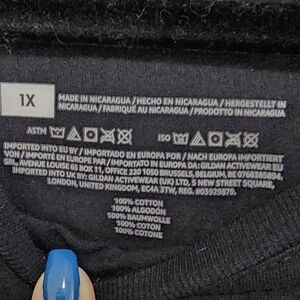 1X
MADE IN NICARAGUA / HECHO EN NICARAGUA / HERGESTELLT IN
NICARAGUA / FABRIQUÉ AU NICARAGUA / PRODOTTO IN NICARAGUA
ASTM ISO
IMPORTED INTO EU BY / IMPORTADO EN EUROPA POR / NACH EUROPA IMPORTIERT
VON / IMPORTÉ EN EUROPE PAR / IMPORTATO IN EUROPA DA: GILDAN ACTIVEWEAR EU
SRL, AVENUE LOUISE BOX 11, OFFICE 220 1050 BRUSSELS, BELGIUM, BE
IMPORTED INTO UK BY: GILDAN ACTIVEWEAR (UK) LTD, 5 NEW STREET SQUARE,
LONDON, UNITED KINGDOM, EC4A 3TW, REG. #03929879.
100% COTTON
100% ALGODÓN
100% BAUMWOLLE
100% COTON
100% COTONE